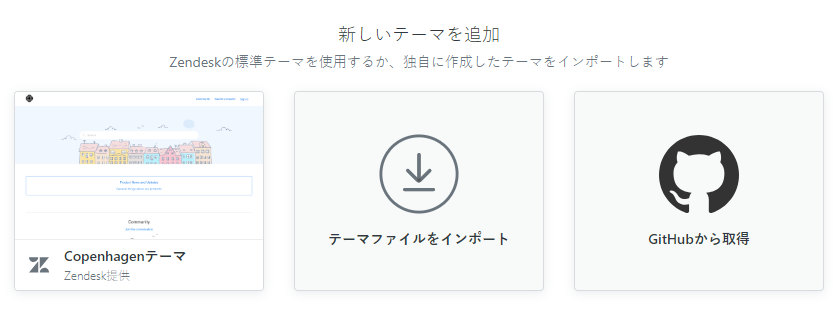 新しいテーマを追加
Zendeskの標準テーマを使用するか、独自に作成したテーマをインポートします
Community
Copenhagenテーマ
Zendesk提供
テーマファイルをインポート
GitHubから取得